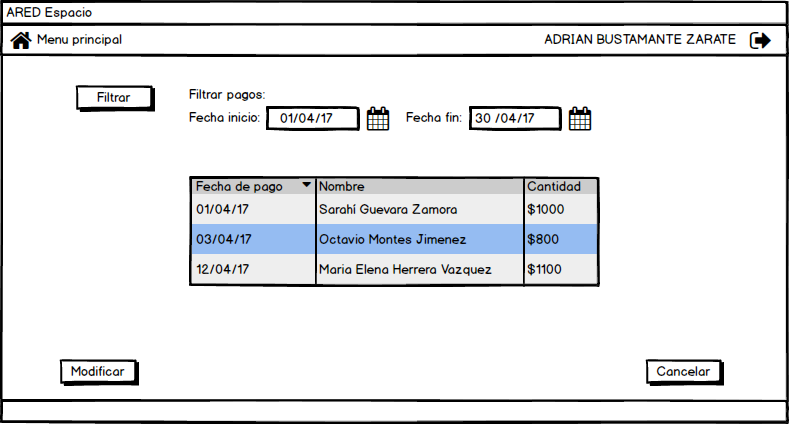 ARED Espacio
Menu principal ADRIAN BUSTAMANTE ZARATE
Filtrar
Filtrar pagos:
Fecha inicio: 01/04/17 Fecha fin: 30 /04/17
Fecha de pago Nombre Cantidad
01/04/17 Sarahí Guevara Zamora $1000
03/04/17 Octavio Montes Jimenez $800
12/04/17 Maria Elena Herrera Vazquez $1100
Modificar Cancelar